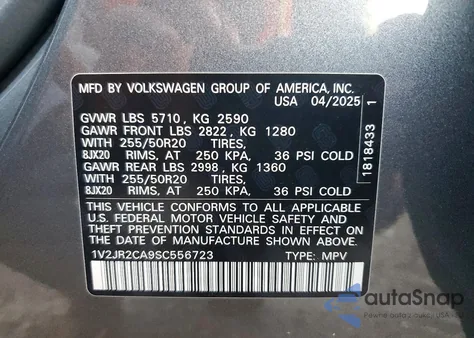 MFD BY VOLKSWAGEN GROUP OF AMERICA, INC.
USA 04/2025
GVWR LBS 5710, KG 2590
GAWR FRONT LBS 2822, KG 1280
WITH 255/50R20 TIRES,
8JX20 RIMS, AT 250 KPA, 36 PSI COLD
GAWR REAR LBS 2998, KG 1360
WITH 255/50R20 TIRES,
8JX20 RIMS, AT 250 KPA, 36 PSI COLD
THIS VEHICLE CONFORMS TO ALL APPLICABLE
U.S. FEDERAL MOTOR VEHICLE SAFETY AND
THEFT PREVENTION STANDARDS IN EFFECT ON
THE DATE OF MANUFACTURE SHOWN ABOVE.
1V2JR2CA9SC556723 TYPE: MPV
1818433 1
autoSnap